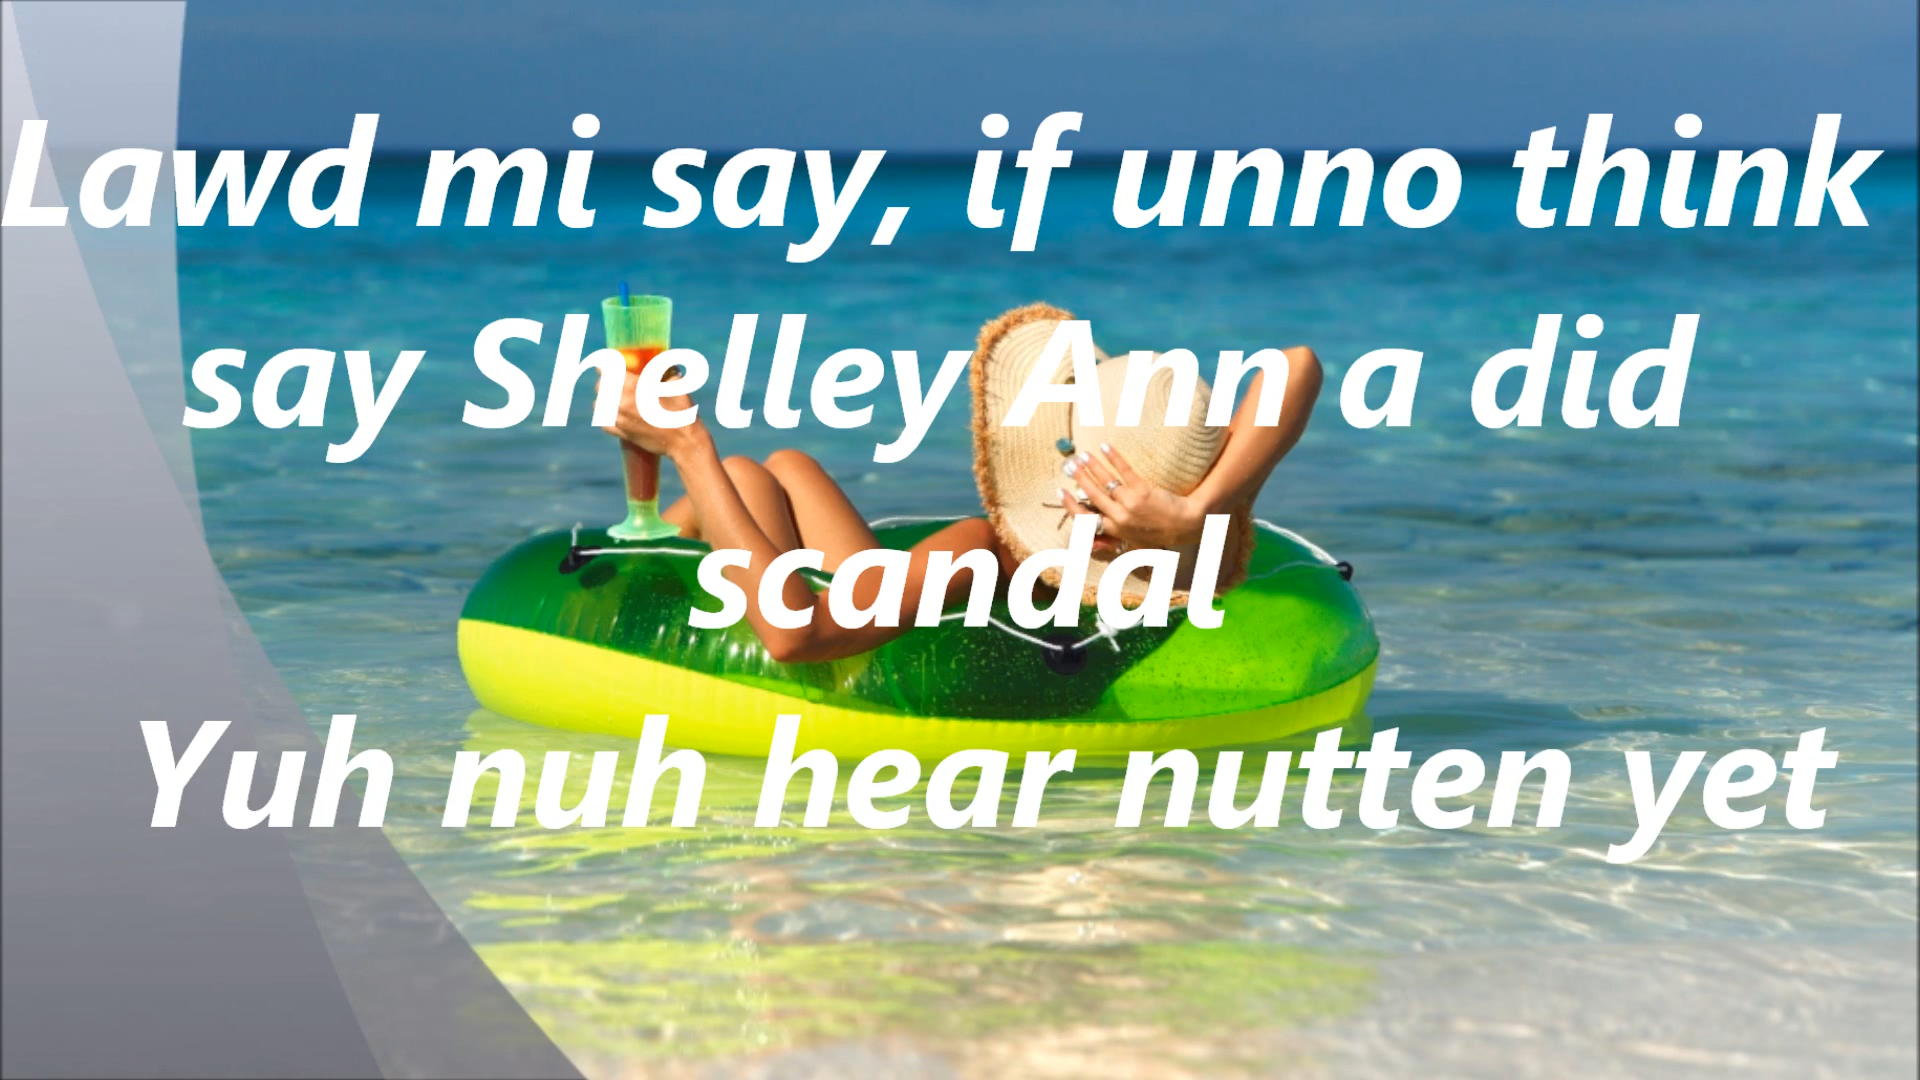 Lawd mi say, if unno think
say Shelley Ann a did
scandal
Yuh nuh hear nutten yet